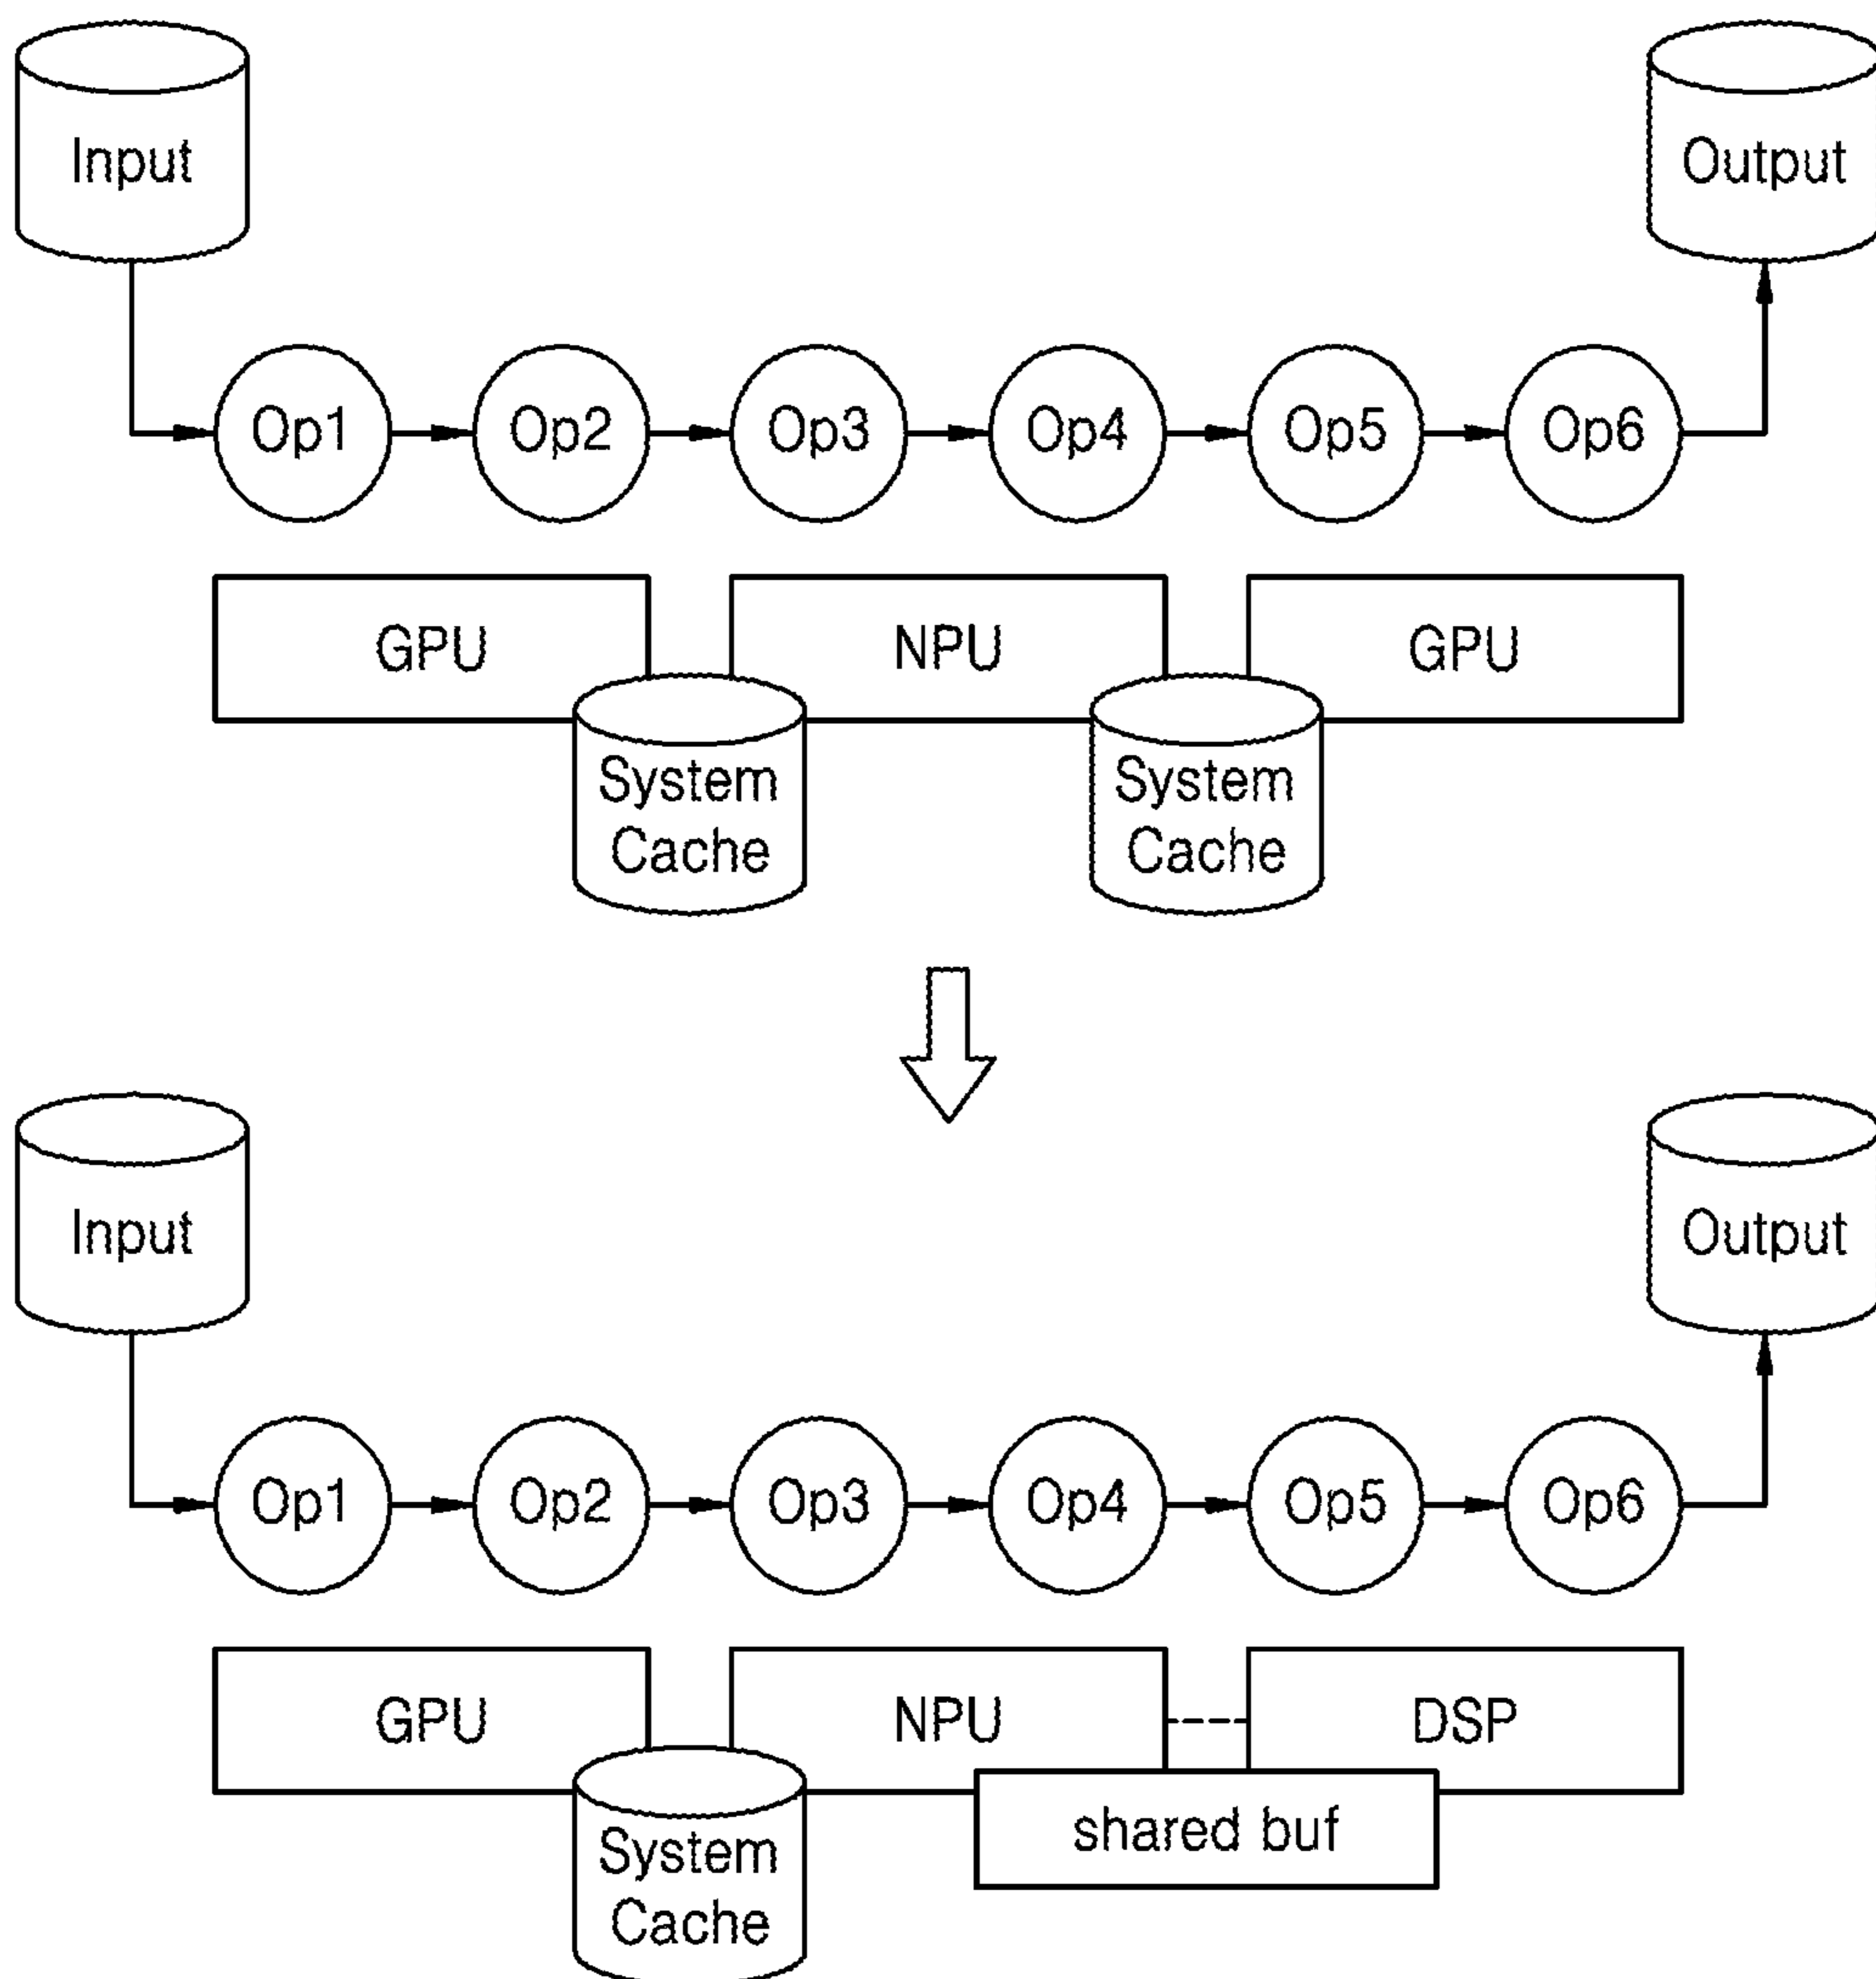 Input
Output
Op1
Op2
Op3
Op4
Op5
Op6
GPU
NPU
GPU
System
Cache
System
Cache
Input
Output
Op1
Op2
Op3
Op4
Op5
Op6
GPU
NPU
DSP
shared buf
System
Cache